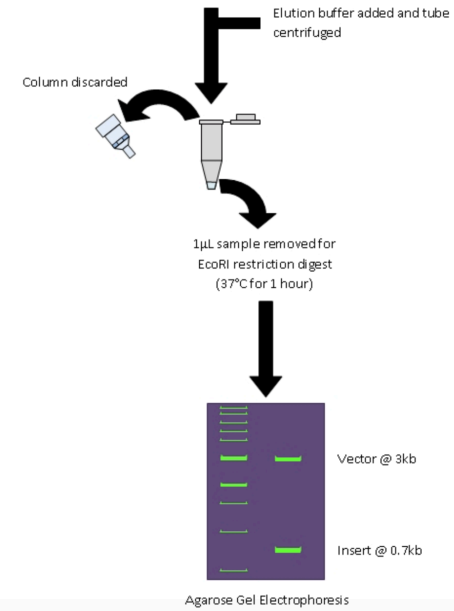 Elution buffer added and tube
centrifuged
Column discarded
1µL sample removed for
EcoRI restriction digest
(37°C for 1 hour)
Vector @ 3kb
Insert @ 0.7kb
Agarose Gel Electrophoresis